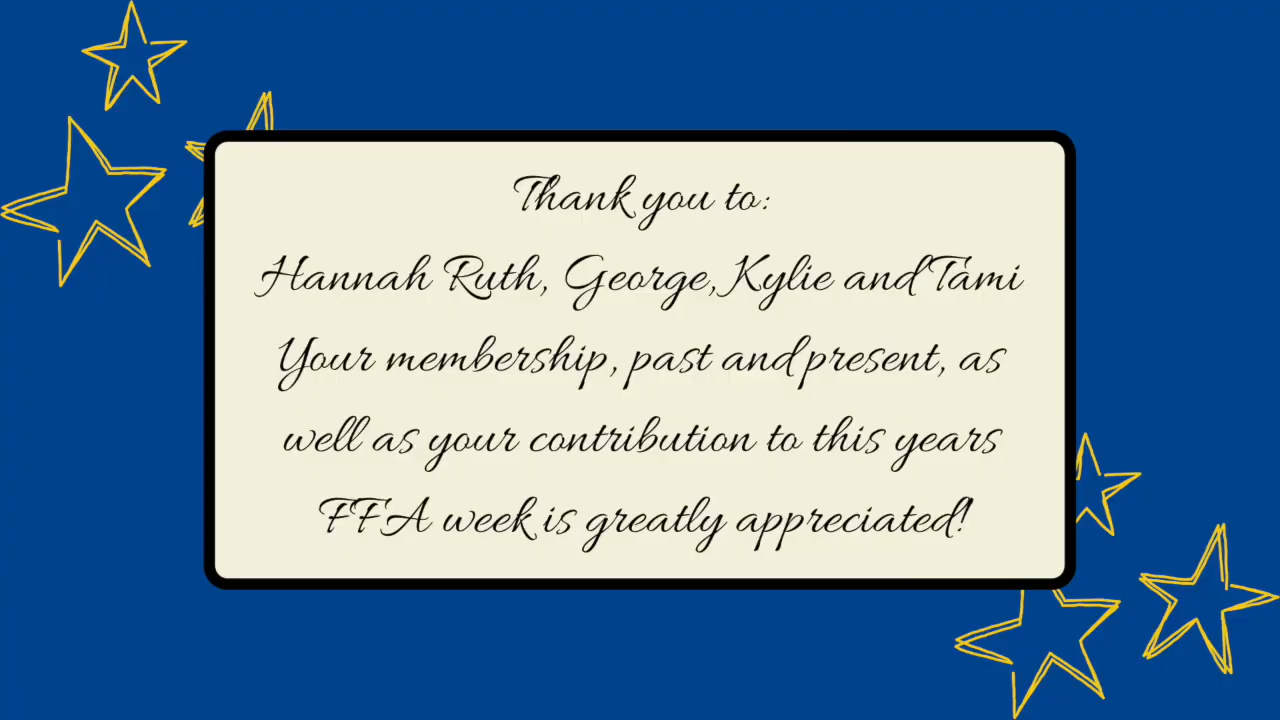 Thank you to:
Hannah Ruth, George, Kylie and Tami
Your membership, past and present, as
well as your contribution to this years
FFA week is greatly appreciated!